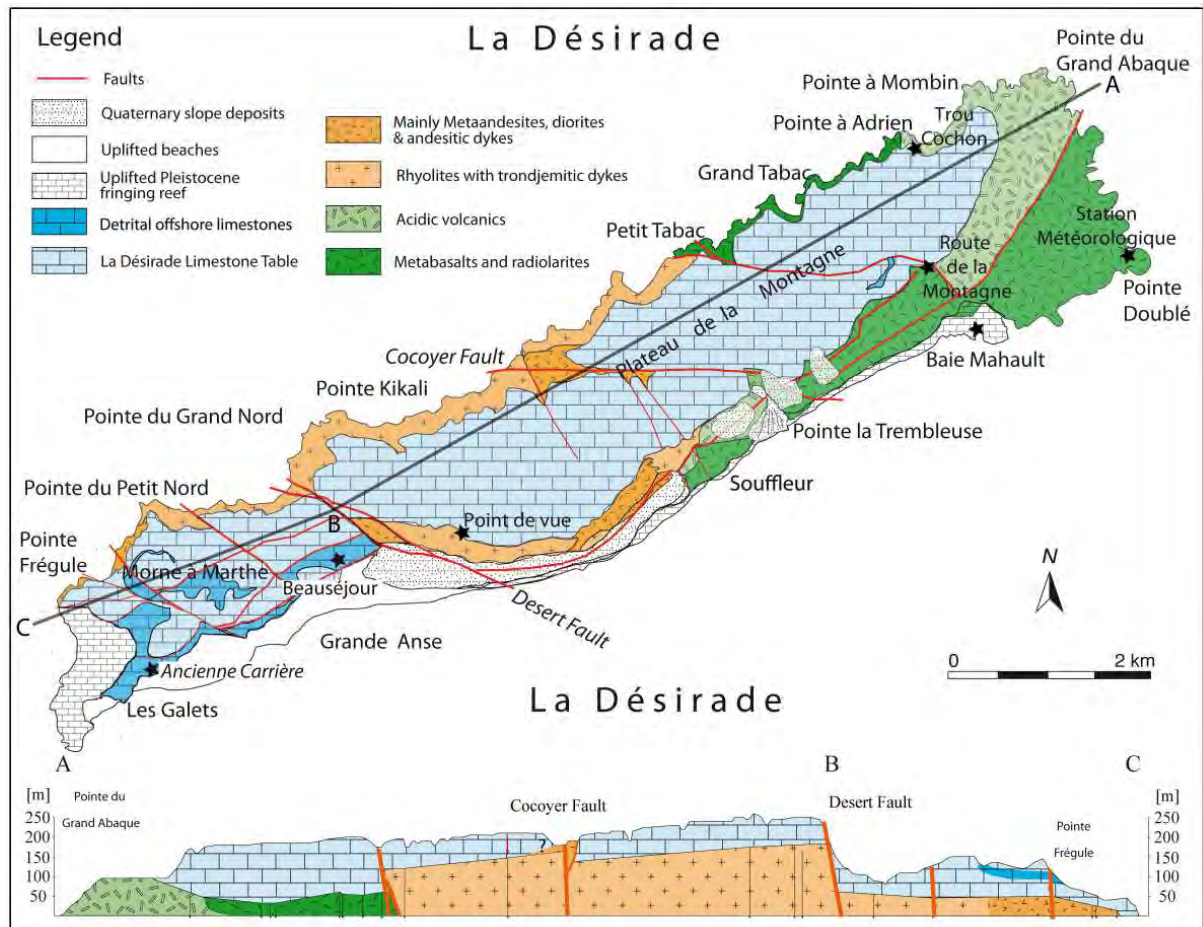 La Désirade
Legend
Faults
Quaternary slope deposits
Uplifted beaches
Uplifted Pleistocene
fringing reef
Detrital offshore limestones
La Désirade Limestone Table
Mainly Metaandesites, diorites
& andesitic dykes
Rhyolites with trondjemitic dykes
Acidic volcanics
Metabasalts and radiolarites
Pointe du
Grand Abaque
A
Pointe à Mombin
Trou
Cochon
Pointe à Adrien
Grand Tabac
Petit Tabac
Station
Météorologique
Route
de la
Montagne
Pointe
Doublé
Plateau de la Montagne
Baie Mahault
Cocoyer Fault
Pointe Kikali
Pointe du Grand Nord
Pointe la Trembleuse
Souffleur
Pointe du Petit Nord
B
Point de vue
Pointe
Frégule
Morne à Marthe
Beauséjour
Desert Fault
N
C
Grande Anse
Ancienne Carrière
0 2 km
Les Galets
La Désirade
A B C
[m] Pointe du
Grand Abaque
Cocoyer Fault
Desert Fault
[m]
Pointe
Frégule
250
200
150
100
50
?
250
200
150
100
50